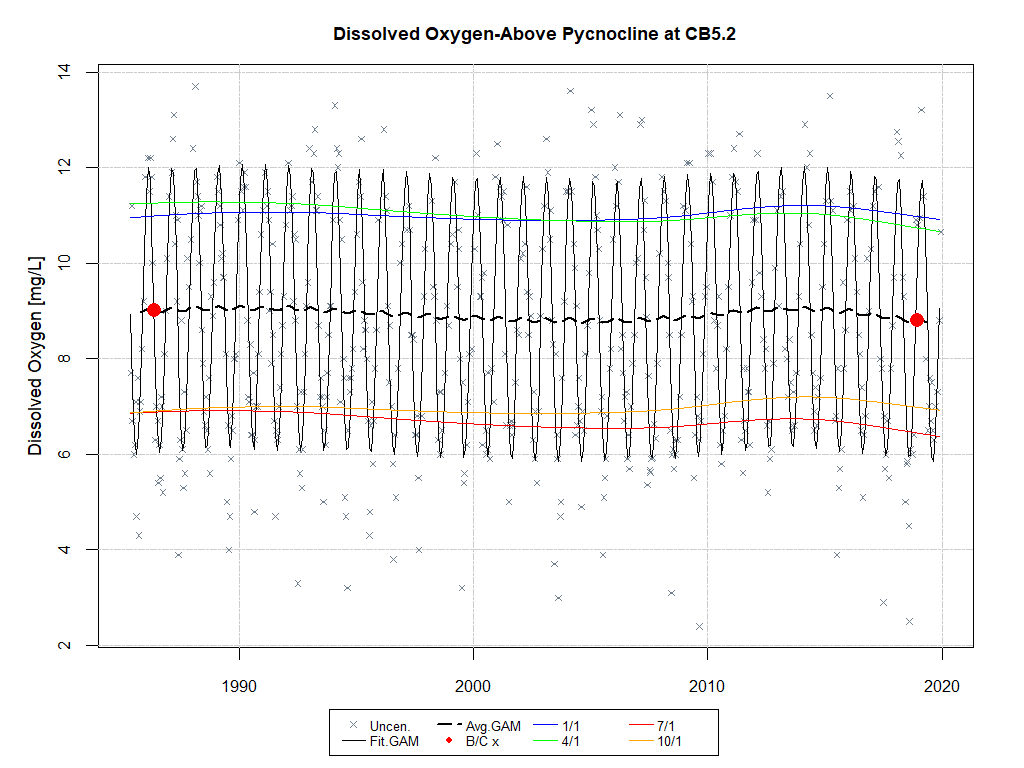 Dissolved Oxygen-Above Pycnocline at CB5.2
Dissolved Oxygen [mg/L]
14
12
10
8
6
4
2
1990 2000 2010 2020
Uncen. Avg.GAM 1/1 7/1
Fit.GAM B/C x 4/1 10/1